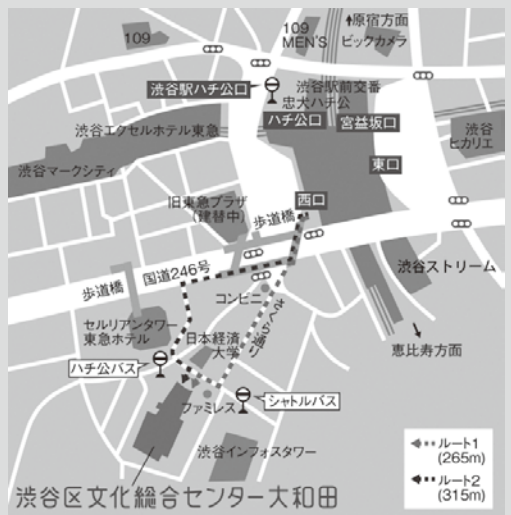 109
109
MEN'S
↑原宿方面
ビックカメラ
渋谷駅ハチ公口
渋谷駅前交番
忠犬ハチ公
ハチ公口
宮益坂口
渋谷エクセルホテル東急
渋谷
ヒカリエ
渋谷マークシティ
東口
旧東急プラザ
(建替中)
西口
歩道橋
渋谷ストリーム
国道246号
歩道橋
コンビニ
さくら通り
セルリアンタワー
東急ホテル
日本経済
大学
恵比寿方面
ハチ公バス
シャトルバス
ファミレス
渋谷インフォスタワー
ルート1
(265m)
ルート2
(315m)
渋谷区文化総合センター大和田